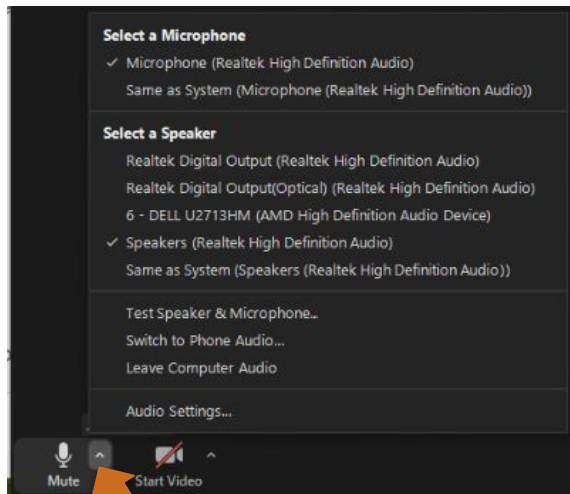 Select a Microphone
✓ Microphone (Realtek High Definition Audio)
Same as System (Microphone (Realtek High Definition Audio))
Select a Speaker
Realtek Digital Output (Realtek High Definition Audio)
Realtek Digital Output(Optical) (Realtek High Definition Audio)
6 - DELL U2713HM (AMD High Definition Audio Device)
✓ Speakers (Realtek High Definition Audio)
Same as System (Speakers (Realtek High Definition Audio))
Test Speaker & Microphone...
Switch to Phone Audio...
Leave Computer Audio
Audio Settings...
Mute Start Video